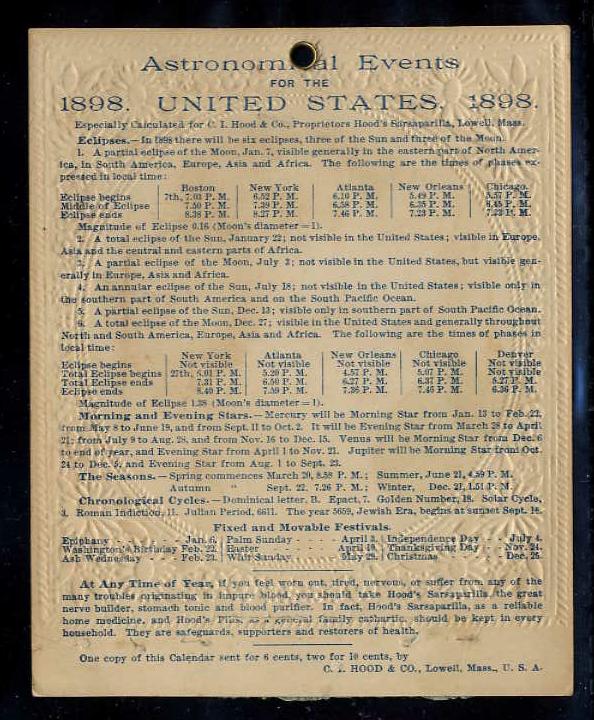 Astronomical Events
FOR THE
1898. UNITED STATES. 1898.
Especially Calculated for C. I. Hood & Co., Proprietors Hood's Sarsaparilla, Lowell, Mass.
Eclipses.—In 1898 there will be six eclipses, three of the Sun and three of the Moon.
1. A partial eclipse of the Moon, Jan. 7, visible generally in the eastern part of North Amer-
ica, in South America, Europe, Asia and Africa. The following are the times of phases ex-
pressed in local time:
Boston New York Atlanta New Orleans Chicago.
Eclipse begins 7th, 7.03 P. M. 6.52 P. M. 6.10 P. M. 5.49 P. M. 5.57 P. M.
Middle of Eclipse 7.50 P. M. 7.39 P. M. 6.58 P. M. 6.35 P. M. 6.45 P. M.
Eclipse ends 8.38 P. M. 8.27 P. M. 7.46 P. M. 7.23 P. M. 7.33 P. M.
Magnitude of Eclipse 0.16 (Moon's diameter=1).
2. A total eclipse of the Sun, January 22; not visible in the United States; visible in Europe,
Asia and the central and eastern parts of Africa.
3. A partial eclipse of the Moon, July 3; not visible in the United States, but visible gen-
erally in Europe, Asia and Africa.
4. An annular eclipse of the Sun, July 18; not visible in the United States; visible only in
the southern part of South America and on the South Pacific Ocean.
5. A partial eclipse of the Sun, Dec. 13; visible only in southern part of South Pacific Ocean.
6. A total eclipse of the Moon, Dec. 27; visible in the United States and generally throughout
North and South America, Europe, Asia and Africa. The following are the times of phases in
local time:
New York Atlanta New Orleans Chicago Denver
Eclipse begins Not visible Not visible Not visible Not visible Not visible
Total Eclipse begins 27th, 6.01 P. M. 5.20 P. M. 4.57 P. M. 5.07 P. M. Not visible
Total Eclipse ends 7.31 P. M. 6.50 P. M. 6.27 P. M. 6.37 P. M. 5.27 P. M.
Eclipse ends 8.40 P. M. 7.59 P. M. 7.36 P. M. 7.46 P. M. 6.36 P. M.
Magnitude of Eclipse 1.38 (Moon's diameter=1).
Morning and Evening Stars.—Mercury will be Morning Star from Jan. 13 to Feb. 22,
from May 8 to June 19, and from Sept. 11 to Oct. 2. It will be Evening Star from March 28 to April
21; from July 9 to Aug. 28, and from Nov. 16 to Dec. 15. Venus will be Morning Star from Dec. 6
to end of year, and Evening Star from April 1 to Nov. 21. Jupiter will be Morning Star from Oct.
24 to Dec. 5, and Evening Star from Aug. 1 to Sept. 23.
The Seasons.—Spring commences March 20, 8.58 P. M.; Summer, June 21, 4.59 P. M.
Autumn " Sept. 22, 7.26 P. M.; Winter, Dec. 21, 1.51 P. M.
Chronological Cycles.—Dominical letter, B. Epact, 7. Golden Number, 18. Solar Cycle,
3. Roman Indiction, 11. Julian Period, 6611. The year 5659, Jewish Era, begins at sunset Sept. 16.
Fixed and Movable Festivals.
Epiphany - - - - Jan. 6. Palm Sunday - - - - April 3. Independence Day - - July 4.
Washington's Birthday Feb. 22. Easter - - - - April 10. Thanksgiving Day - - Nov. 24.
Ash Wednesday - - Feb. 23. Whit Sunday - - - May 29. Christmas - - - - Dec. 25.
At Any Time of Year, if you feel worn out, tired, nervous, or suffer from any of the
many troubles originating in impure blood, you should take Hood's Sarsaparilla, the great
nerve builder, stomach tonic and blood purifier. In fact, Hood's Sarsaparilla, as a reliable
home medicine, and Hood's Pills, as a general family cathartic, should be kept in every
household. They are safeguards, supporters and restorers of health.
One copy of this Calendar sent for 6 cents, two for 10 cents, by
C. I. HOOD & CO., Lowell, Mass., U. S. A.